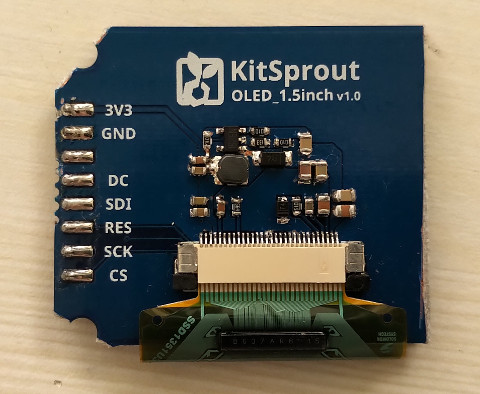 KitSprout
OLED_1.5inch v1.0
3V3
GND
DC
SDI
RES
SCK
CS